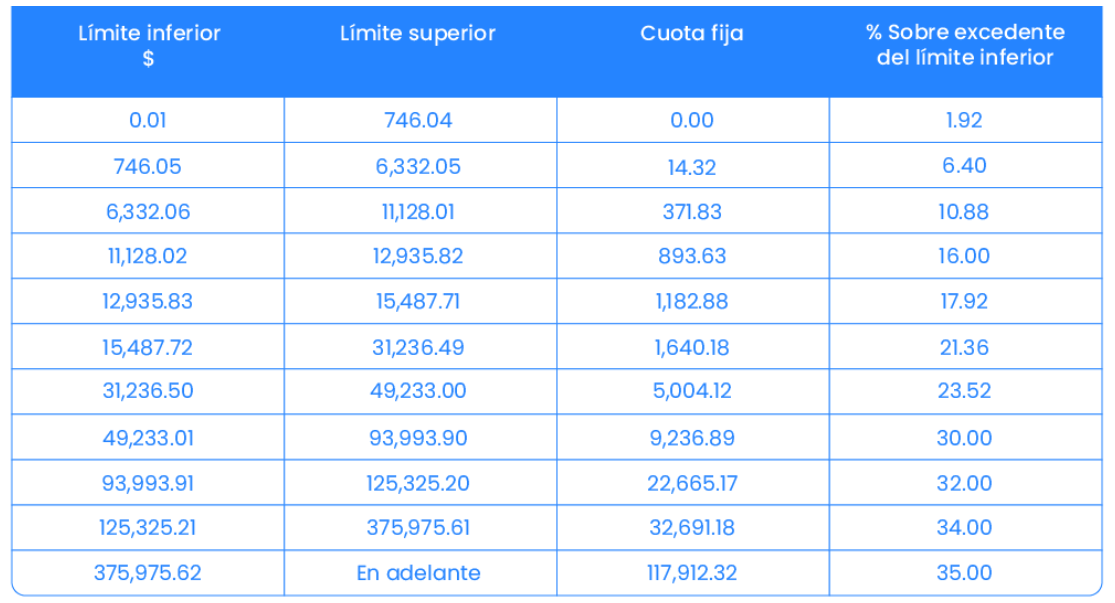 Límite inferior
$
Límite superior
Cuota fija
% Sobre excedente
del límite inferior
0.01 746.04 0.00 1.92
746.05 6,332.05 14.32 6.40
6,332.06 11,128.01 371.83 10.88
11,128.02 12,935.82 893.63 16.00
12,935.83 15,487.71 1,182.88 17.92
15,487.72 31,236.49 1,640.18 21.36
31,236.50 49,233.00 5,004.12 23.52
49,233.01 93,993.90 9,236.89 30.00
93,993.91 125,325.20 22,665.17 32.00
125,325.21 375,975.61 32,691.18 34.00
375,975.62 En adelante 117,912.32 35.00